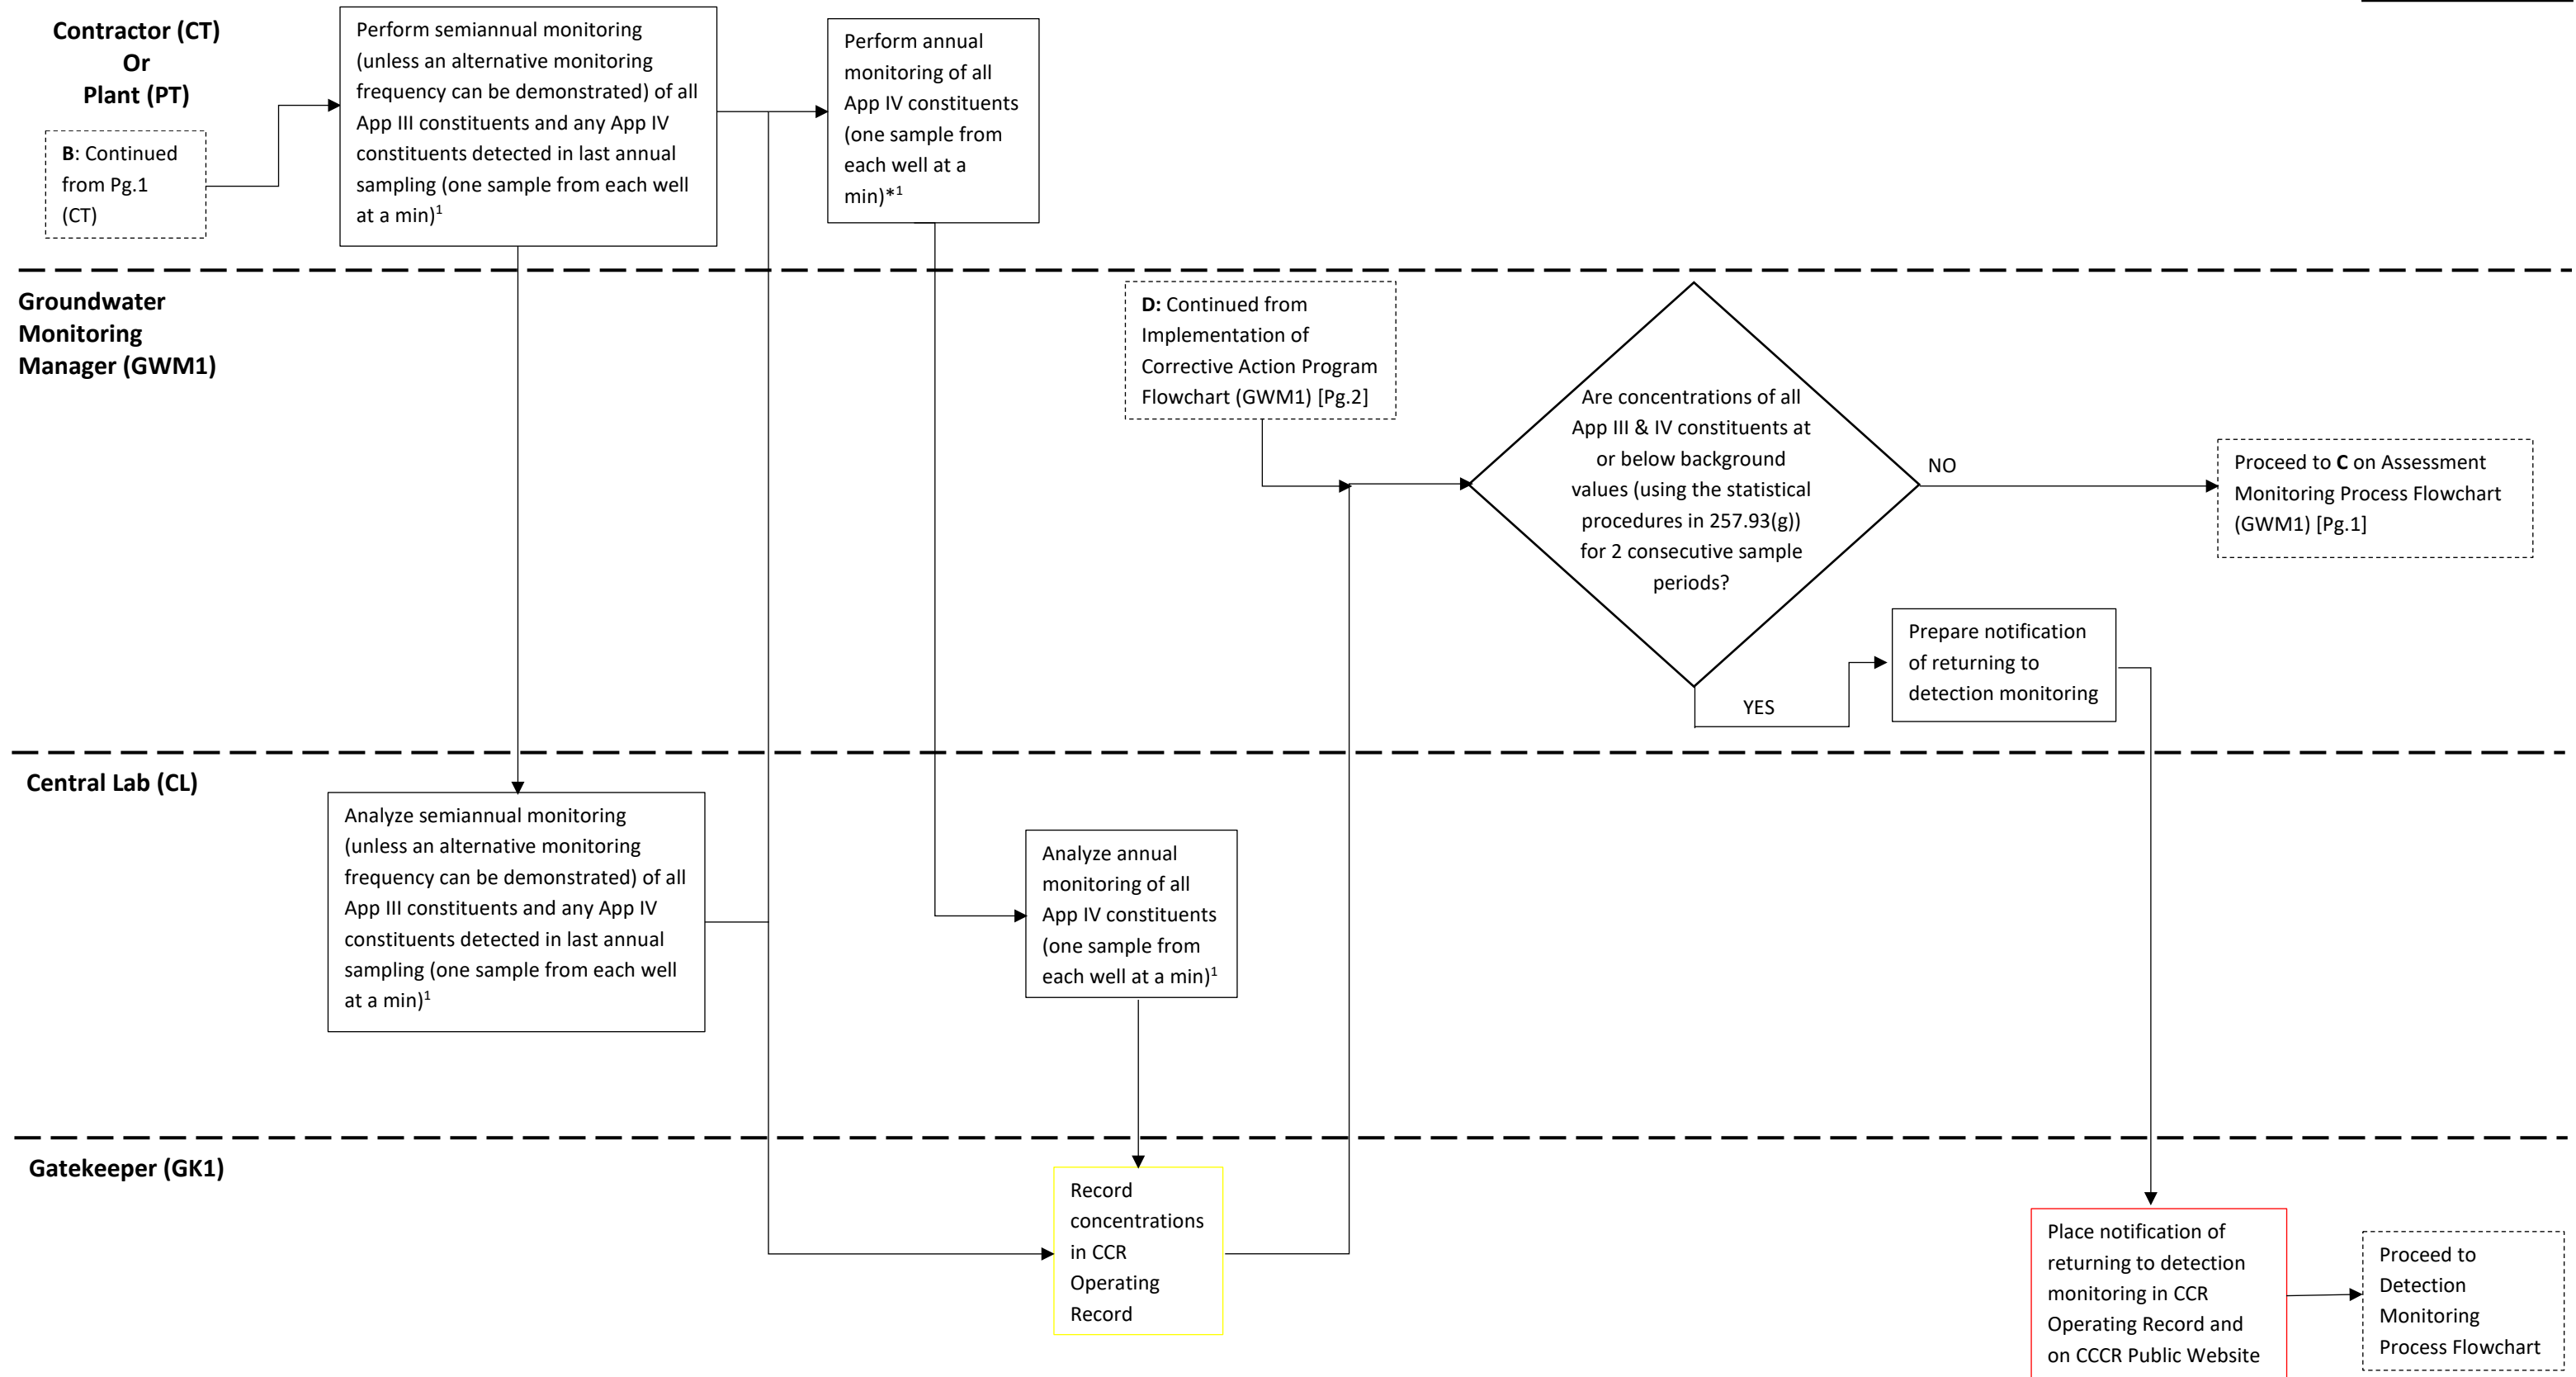 Contractor (CT)
Or
Plant (PT)
B: Continued
from Pg.1
(CT)
Perform semiannual monitoring
(unless an alternative monitoring
frequency can be demonstrated) of all
App III constituents and any App IV
constituents detected in last annual
sampling (one sample from each well
at a min)¹
Perform annual
monitoring of all
App IV constituents
(one sample from
each well at a
min)*¹
Groundwater
Monitoring
Manager (GWM1)
D: Continued from
Implementation of
Corrective Action Program
Flowchart (GWM1) [Pg.2]
Are concentrations of all
App III & IV constituents at
or below background
values (using the statistical
procedures in 257.93(g))
for 2 consecutive sample
periods?
NO
Proceed to C on Assessment
Monitoring Process Flowchart
(GWM1) [Pg.1]
YES
Prepare notification
of returning to
detection monitoring
Central Lab (CL)
Analyze semiannual monitoring
(unless an alternative monitoring
frequency can be demonstrated) of all
App III constituents and any App IV
constituents detected in last annual
sampling (one sample from each well
at a min)¹
Analyze annual
monitoring of all
App IV constituents
(one sample from
each well at a min)¹
Gatekeeper (GK1)
Record
concentrations
in CCR
Operating
Record
Place notification of
returning to detection
monitoring in CCR
Operating Record and
on CCCR Public Website
Proceed to
Detection
Monitoring
Process Flowchart